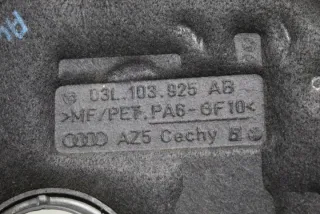 03L.103.925 AB
>MF/PET.PA6-GF10<
AZ5 Cechy